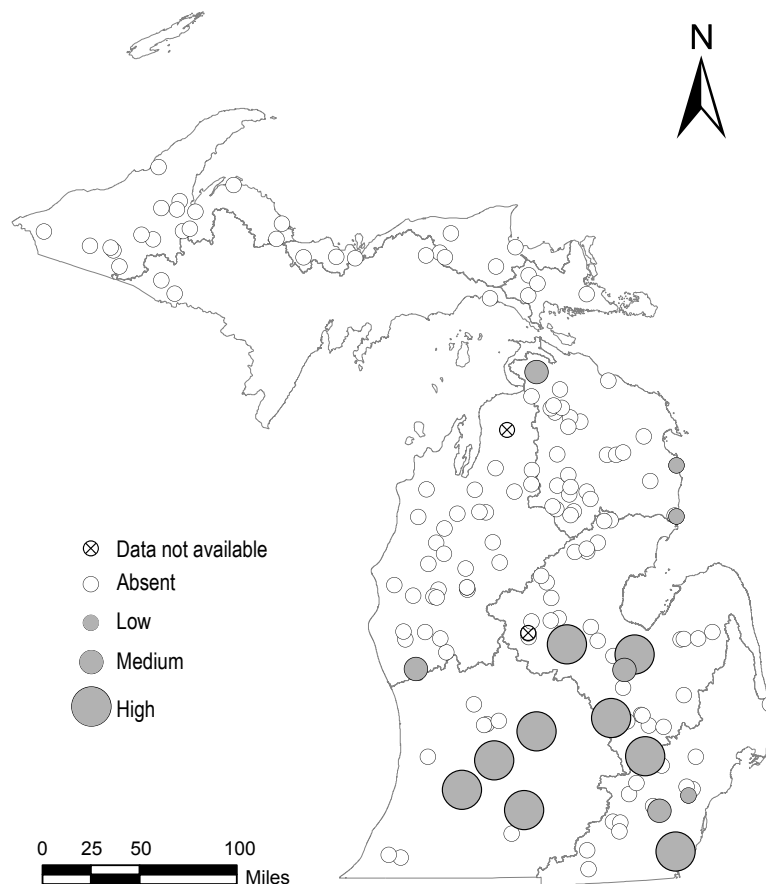 N
Data not available
Absent
Low
Medium
High
0 25 50 100
Miles